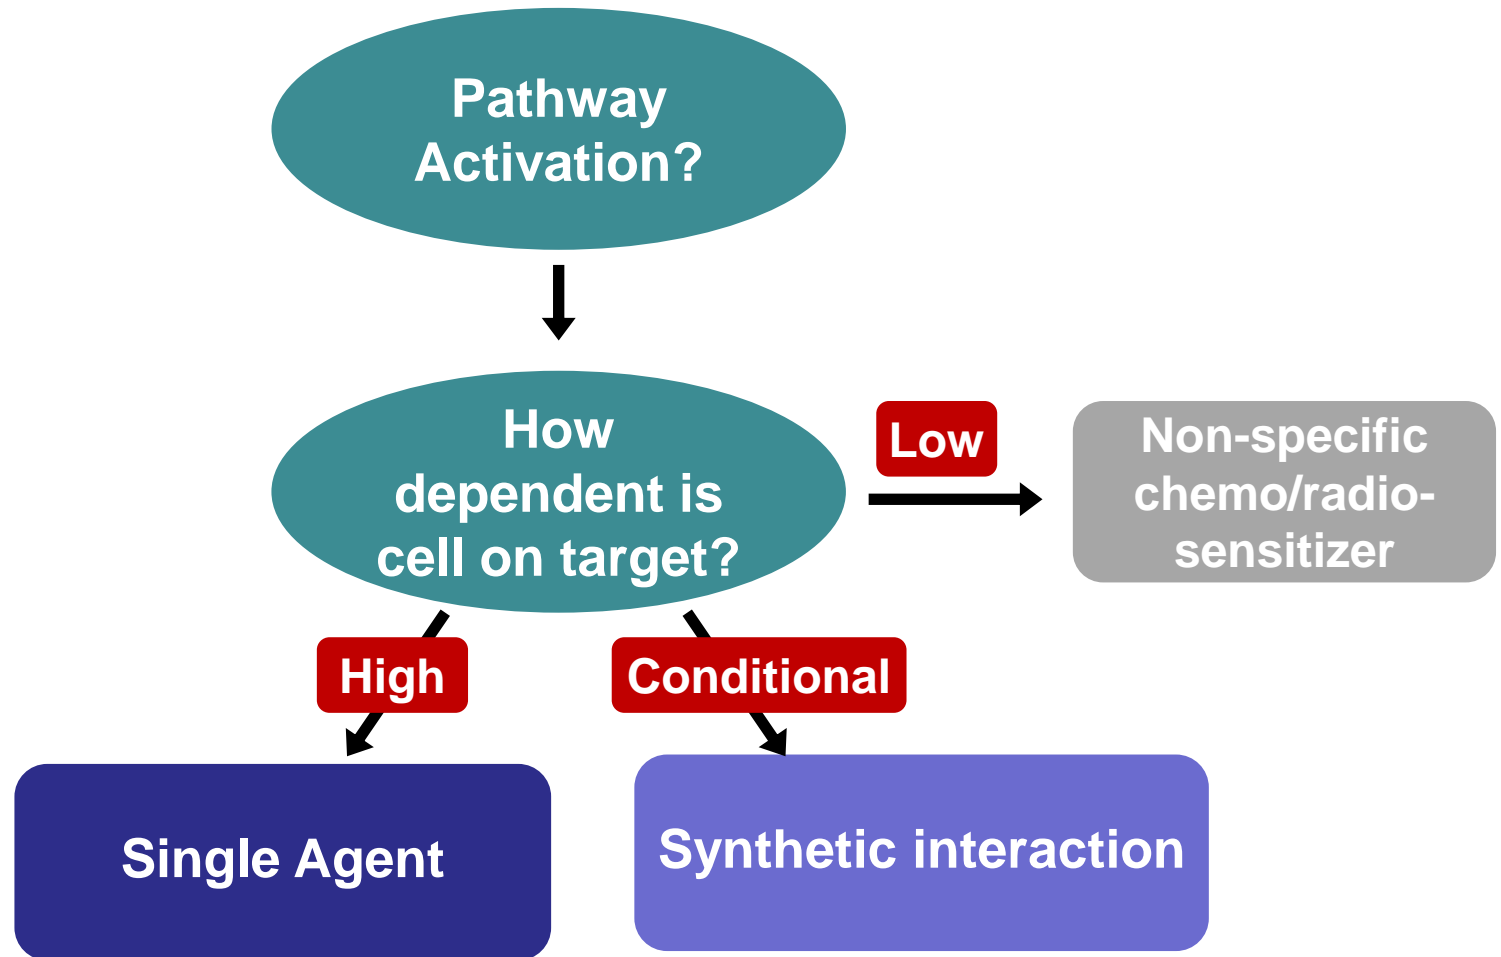 Pathway
Activation?
How
dependent is
cell on target?
Low
Non-specific
chemo/radio-
sensitizer
High
Conditional
Single Agent
Synthetic interaction